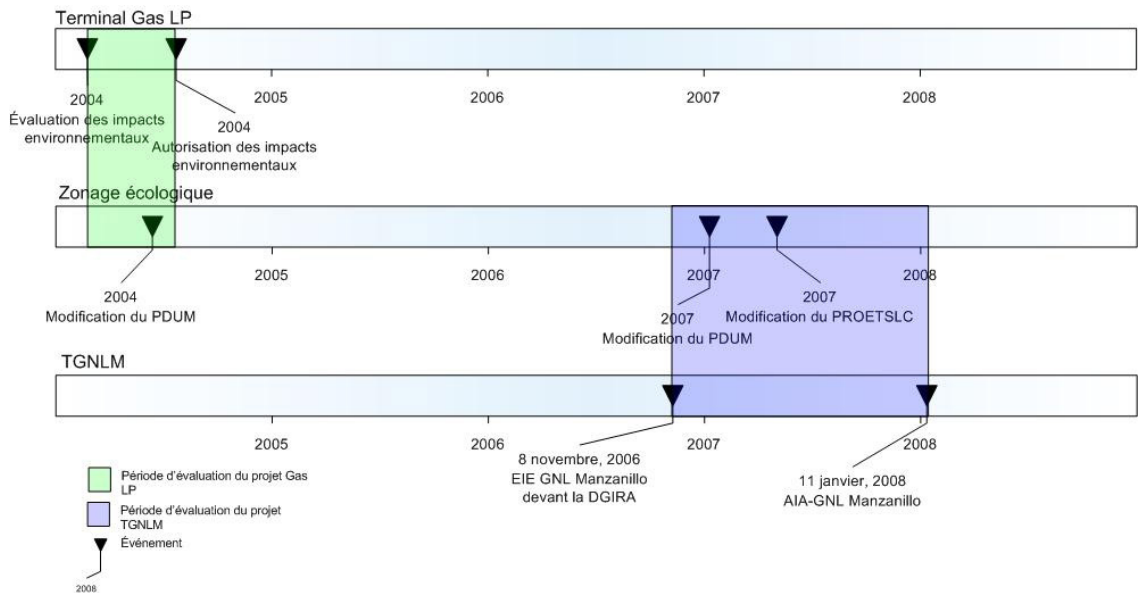 Terminal Gas LP
2005
2006
2007
2008
2004
Évaluation des impacts
environnementaux
2004
Autorisation des impacts
environnementaux
Zonage écologique
2005
2006
2007
2008
2004
Modification du PDUM
2007
Modification du PDUM
2007
Modification du PROETSLC
TGNLM
2005
2006
2007
2008
8 novembre, 2006
EIE GNL Manzanillo
devant la DGIRA
11 janvier, 2008
AIA-GNL Manzanillo
Période d'évaluation du projet Gas
LP
Période d'évaluation du projet
TGNLM
Événement
2008